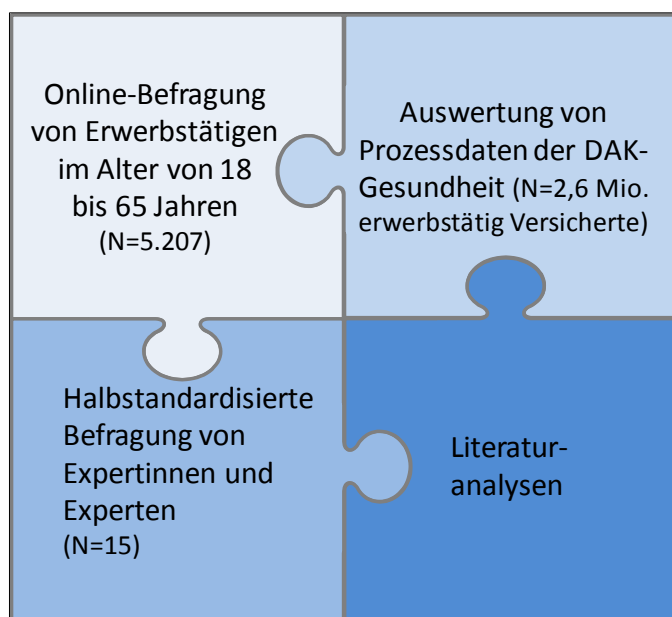 Online-Befragung
von Erwerbstätigen
im Alter von 18
bis 65 Jahren
(N=5.207)
Auswertung von
Prozessdaten der DAK-
Gesundheit (N=2,6 Mio.
erwerbstätig Versicherte)
Halbstandardisierte
Befragung von
Expertinnen und
Experten
(N=15)
Literatur-
analysen